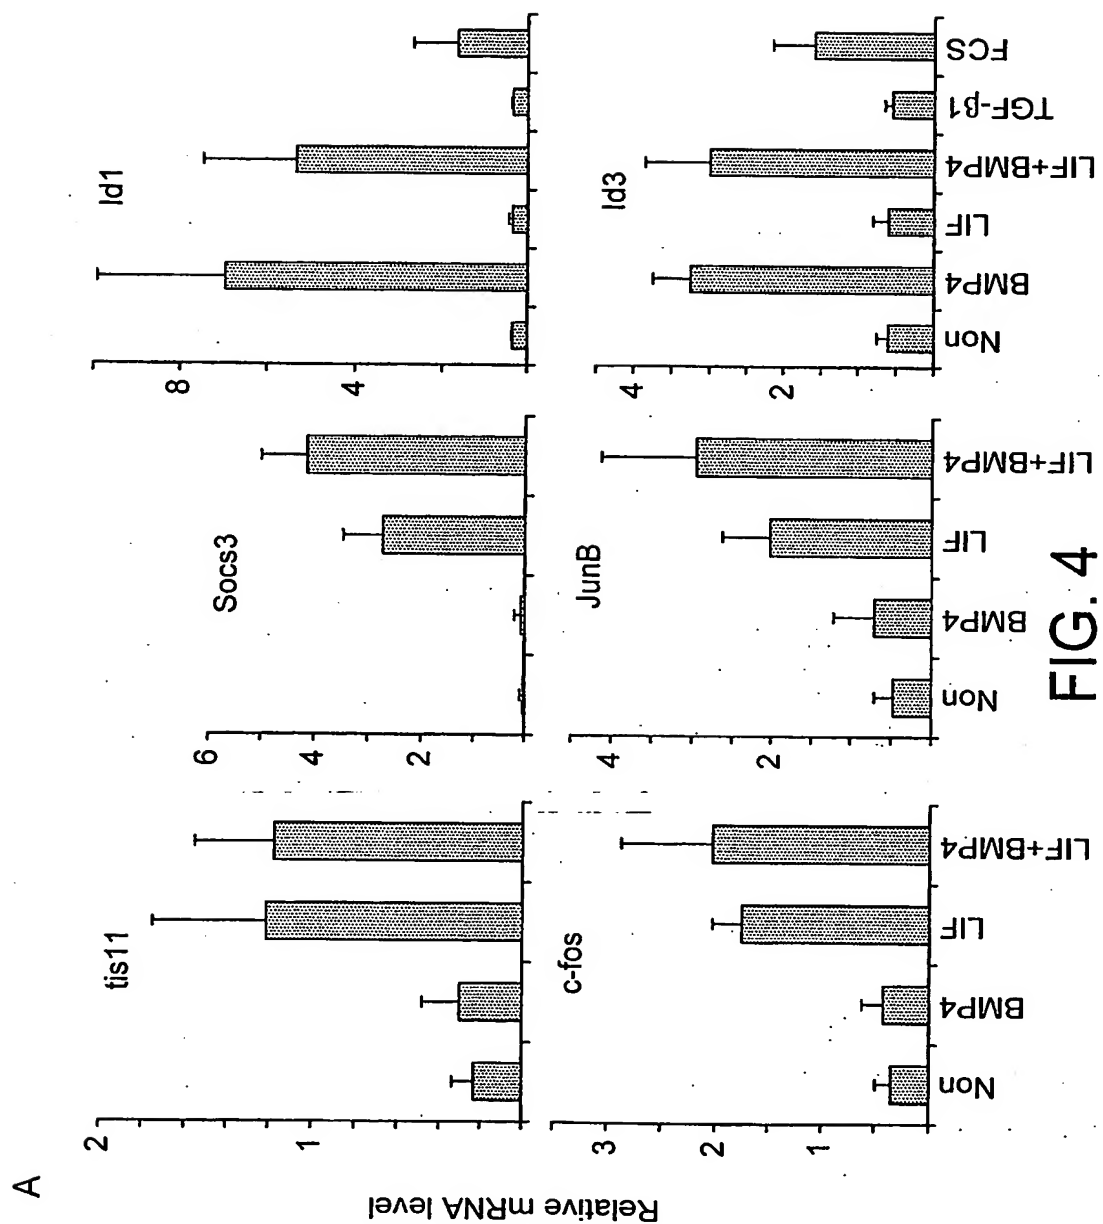 A
Relative mRNA level
tis11
2
1
Socs3
6
4
2
Id1
8
4
c-fos
3
2
1
Non
BMP4
LIF
LIF+BMP4
JunB
4
2
Non
BMP4
LIF
LIF+BMP4
Id3
4
2
Non
BMP4
LIF
LIF+BMP4
TGF-β1
FCS
FIG. 4